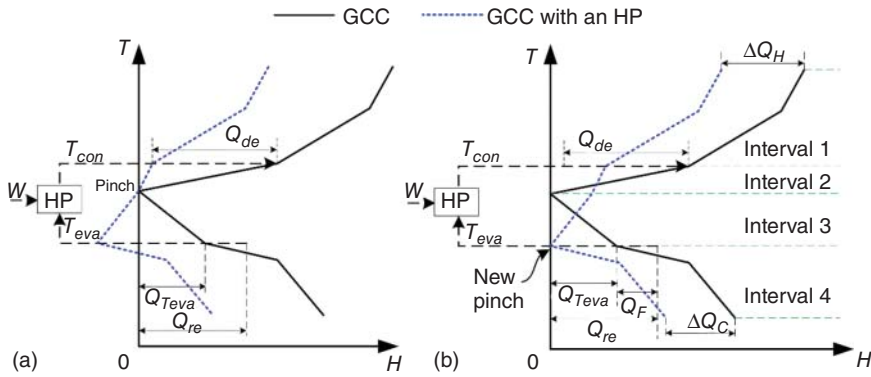 GCC
GCC with an HP
T
Q_de
T_con
Pinch
W
HP
T_eva
Q_Teva
Q_re
(a)
0
H
T
ΔQ_H
Q_de
T_con
Interval 1
Interval 2
W
HP
T_eva
Interval 3
New
pinch
Q_Teva
Q_F
Interval 4
Q_re
ΔQ_C
(b)
0
H